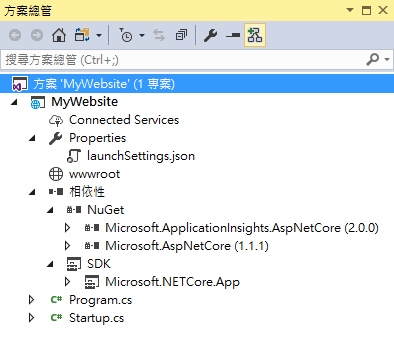 方案總管
搜尋方案總管 (Ctrl+;)
方案 'MyWebsite' (1 專案)
MyWebsite
Connected Services
Properties
launchSettings.json
wwwroot
相依性
NuGet
Microsoft.ApplicationInsights.AspNetCore (2.0.0)
Microsoft.AspNetCore (1.1.1)
SDK
Microsoft.NETCore.App
C# Program.cs
C# Startup.cs